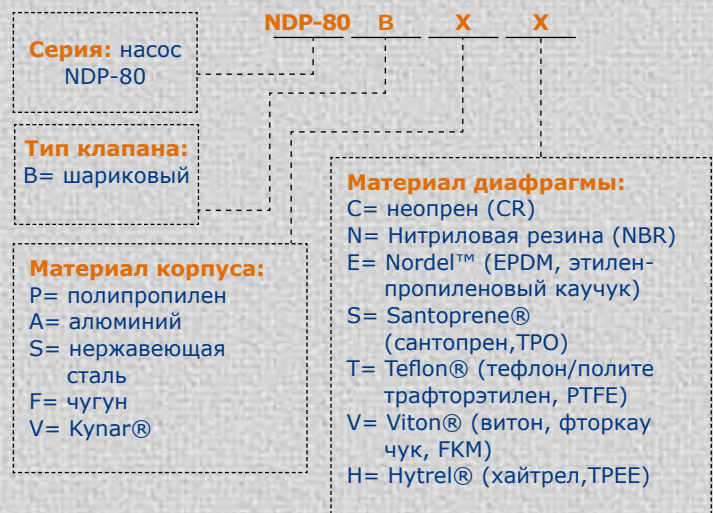 NDP-80 B X X
Серия: насос
NDP-80
Тип клапана:
B= шариковый
Материал корпуса:
P= полипропилен
A= алюминий
S= нержавеющая
сталь
F= чугун
V= Kynar®
Материал диафрагмы:
C= неопрен (CR)
N= Нитриловая резина (NBR)
E= Nordel™ (EPDM, этилен-
пропиленовый каучук)
S= Santoprene®
(сантопрен,TPO)
T= Teflon® (тефлон/полите
трафторэтилен, PTFE)
V= Viton® (витон, фторкау
чук, FKM)
H= Hytrel® (хайтрел,TPEE)